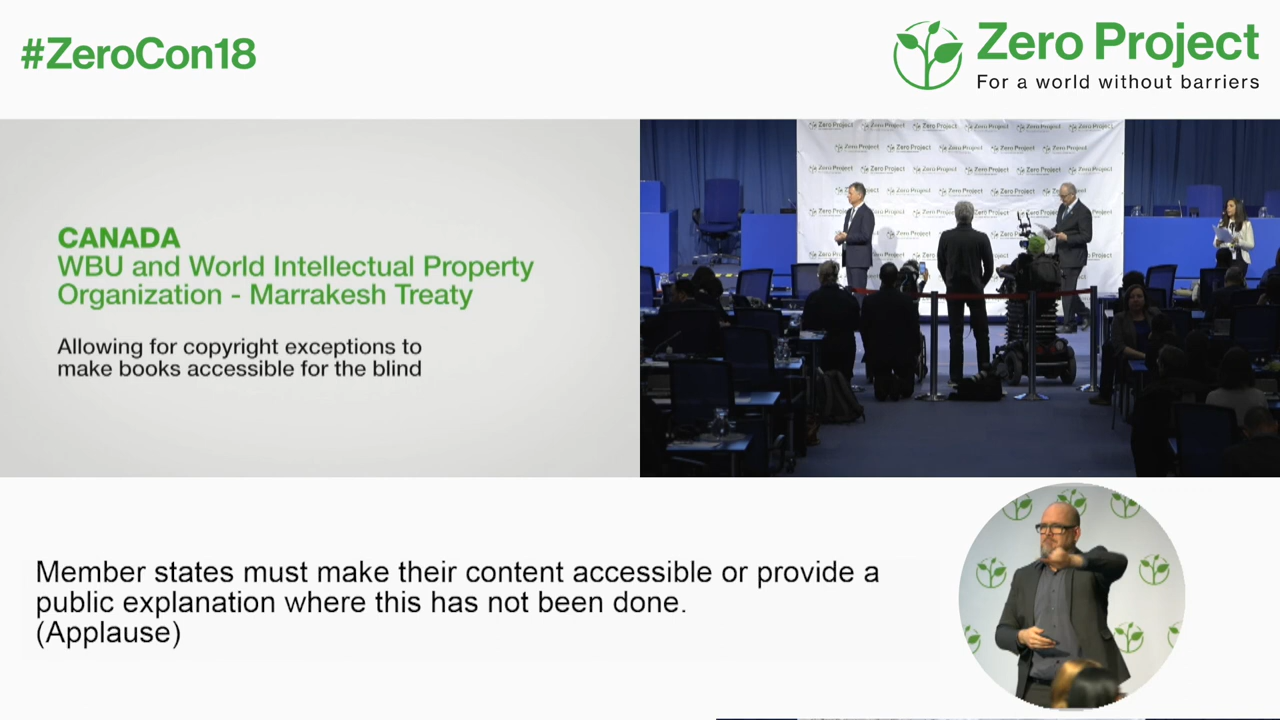 #ZeroCon18
Zero Project
For a world without barriers
CANADA
WBU and World Intellectual Property
Organization - Marrakesh Treaty
Allowing for copyright exceptions to
make books accessible for the blind
Member states must make their content accessible or provide a
public explanation where this has not been done.
(Applause)